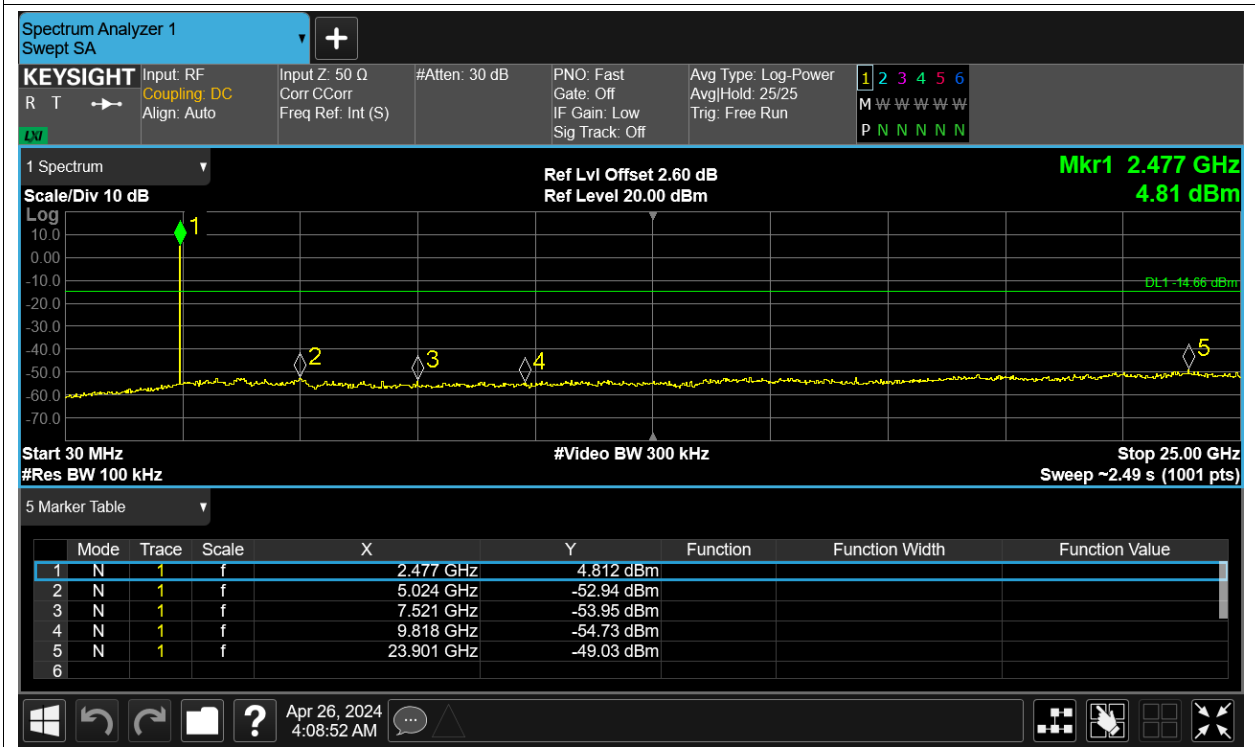 Spectrum Analyzer 1
Swept SA
KEYSIGHT
R T
LXI
Input: RF
Coupling: DC
Align: Auto
Input Z: 50 Ω
Corr CCorr
Freq Ref: Int (S)
#Atten: 30 dB
PNO: Fast
Gate: Off
IF Gain: Low
Sig Track: Off
Avg Type: Log-Power
Avg|Hold: 25/25
Trig: Free Run
1 2 3 4 5 6
M W W W W W
P N N N N N
1 Spectrum
Scale/Div 10 dB
Ref Lvl Offset 2.60 dB
Ref Level 20.00 dBm
Mkr1 2.477 GHz
4.81 dBm
Log
10.0
0.00
-10.0
-20.0
-30.0
-40.0
-50.0
-60.0
-70.0
1
2
3
4
5
DL1 -14.66 dBm
Start 30 MHz
#Video BW 300 kHz
Stop 25.00 GHz
#Res BW 100 kHz
Sweep ~2.49 s (1001 pts)
5 Marker Table
Mode Trace Scale X Y Function Function Width Function Value
1 N 1 f 2.477 GHz 4.812 dBm
2 N 1 f 5.024 GHz -52.94 dBm
3 N 1 f 7.521 GHz -53.95 dBm
4 N 1 f 9.818 GHz -54.73 dBm
5 N 1 f 23.901 GHz -49.03 dBm
6
?
Apr 26, 2024
4:08:52 AM